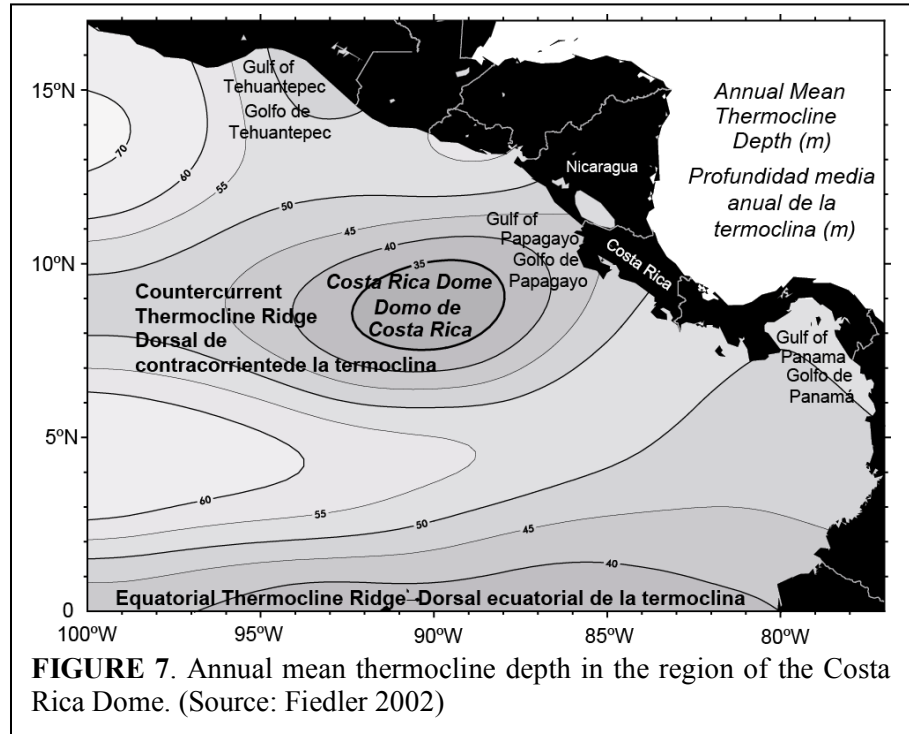 Gulf of
Tehuantepec
Golfo de
Tehuantepec
Annual Mean
Thermocline
Depth (m)
Profundidad media
anual de la
termoclina (m)
Nicaragua
Gulf of
Papagayo
Golfo de
Papagayo
Costa Rica
Costa Rica Dome
Domo de
Costa Rica
Countercurrent
Thermocline Ridge
Dorsal de
contracorrientede la termoclina
Gulf of
Panama
Golfo de
Panamá
Equatorial Thermocline Ridge Dorsal ecuatorial de la termoclina
70
60
55
50
45
40
35
60
55
50
45
40
15ºN
10ºN
5ºN
0
100W
95ºW
90ºW
85ºW
80ºW
FIGURE 7. Annual mean thermocline depth in the region of the Costa
Rica Dome. (Source: Fiedler 2002)